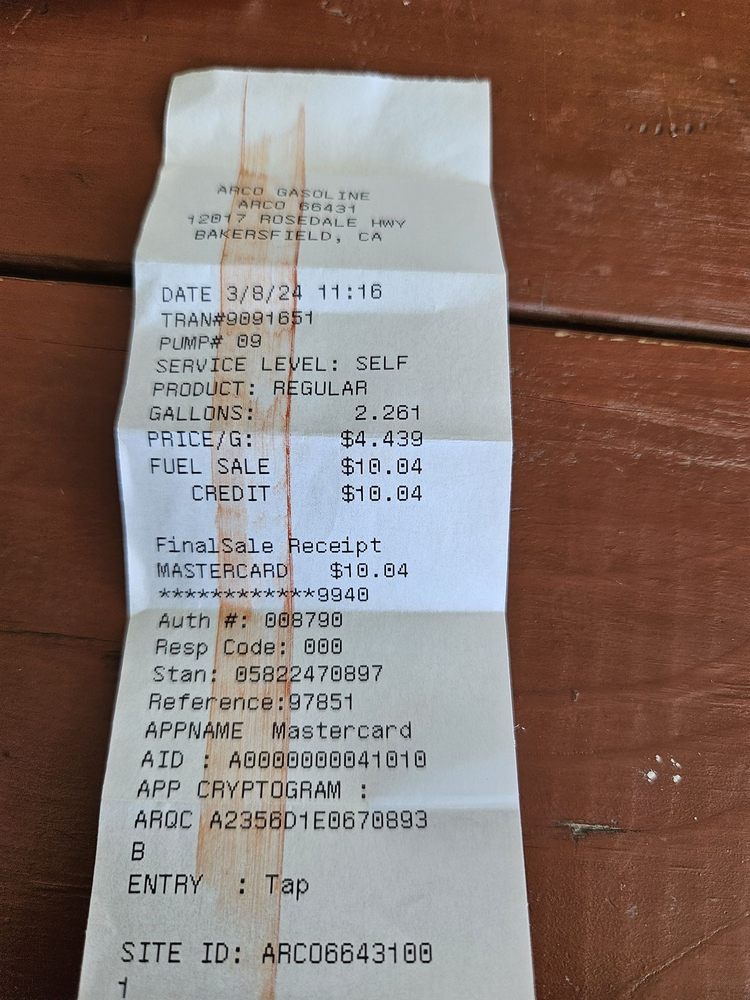 ARCO GASOLINE
ARCO 66431
12017 ROSEDALE HWY
BAKERSFIELD, CA
DATE 3/8/24 11:16
TRAN#9091651
PUMP# 09
SERVICE LEVEL: SELF
PRODUCT: REGULAR
GALLONS: 2.261
PRICE/G: $4.439
FUEL SALE $10.04
CREDIT $10.04
FinalSale Receipt
MASTERCARD $10.04
************9940
Auth #: 008790
Resp Code: 000
Stan: 05822470897
Reference:97851
APPNAME Mastercard
AID : A0000000041010
APP CRYPTOGRAM :
ARQC A2356D1E0670893
B
ENTRY : Tap
SITE ID: ARCO6643100
1